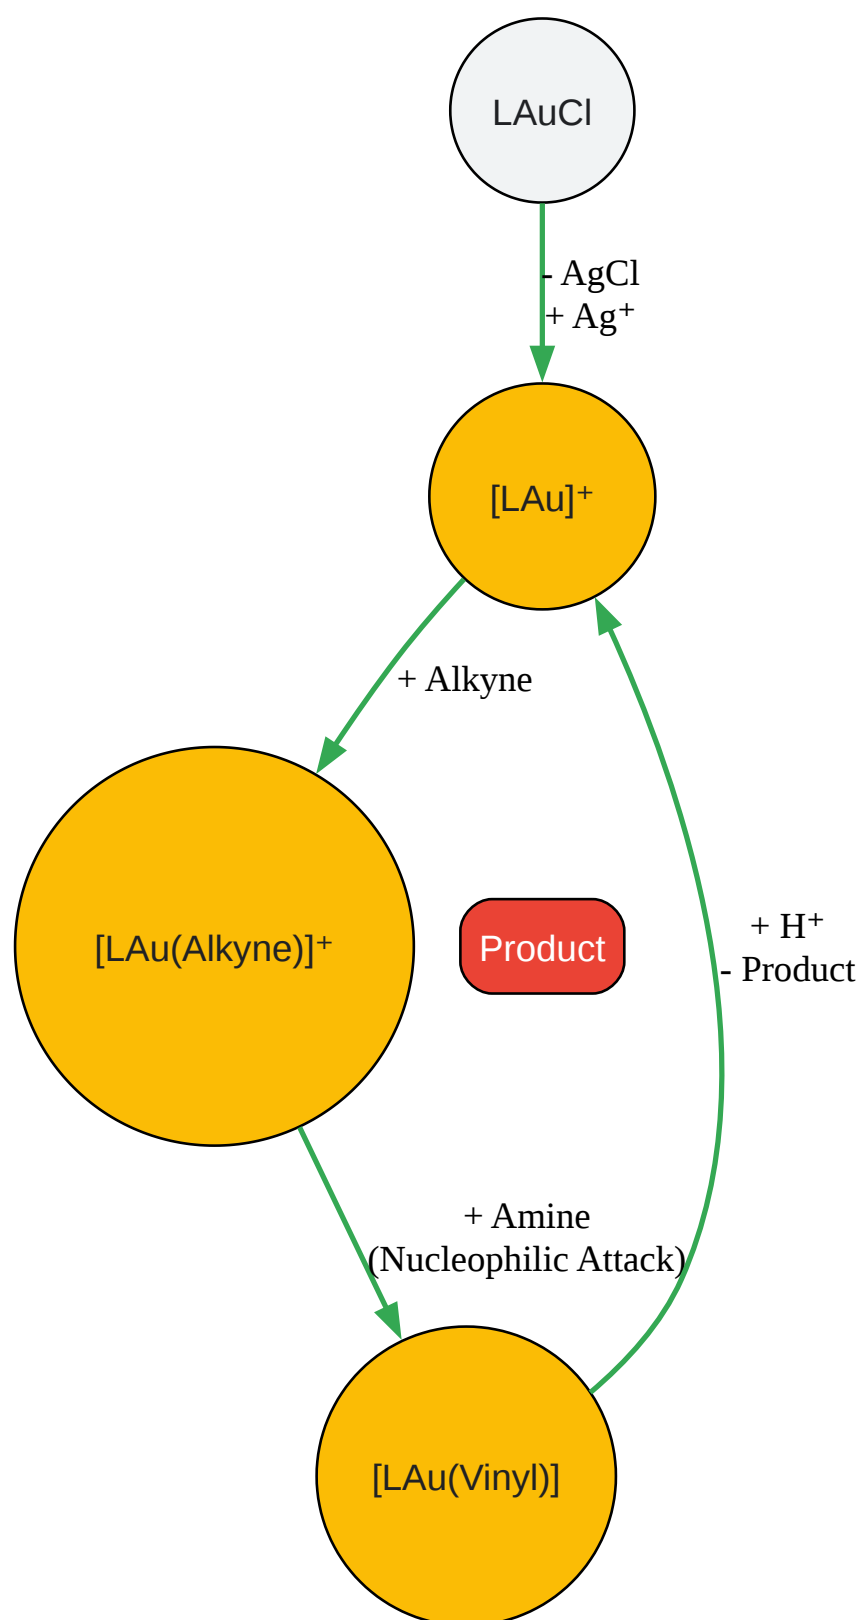 LAuCl
- AgCl
+ Ag⁺
[LAu]⁺
+ Alkyne
[LAu(Alkyne)]⁺
Product
+ H⁺
- Product
+ Amine
(Nucleophilic Attack)
[LAu(Vinyl)]